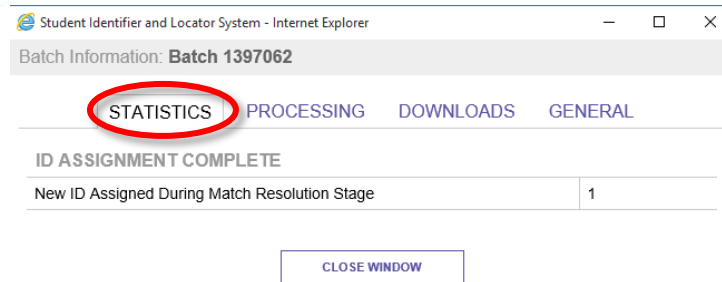 Student Identifier and Locator System - Internet Explorer
Batch Information: Batch 1397062
STATISTICS PROCESSING DOWNLOADS GENERAL
ID ASSIGNMENT COMPLETE
New ID Assigned During Match Resolution Stage 1
CLOSE WINDOW